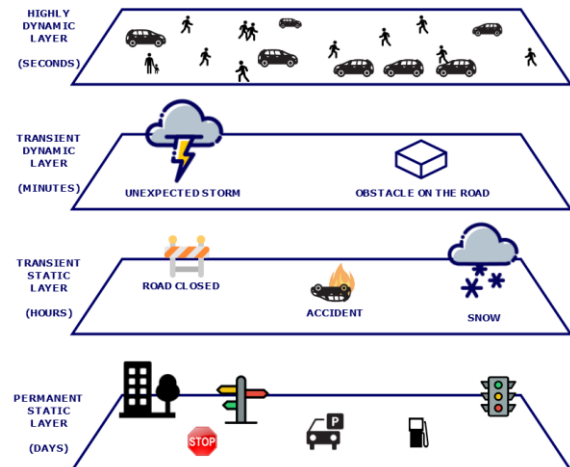 HIGHLY
DYNAMIC
LAYER
(SECONDS)
TRANSIENT
DYNAMIC
LAYER
(MINUTES)
UNEXPECTED STORM
OBSTACLE ON THE ROAD
TRANSIENT
STATIC
LAYER
(HOURS)
ROAD CLOSED
ACCIDENT
SNOW
PERMANENT
STATIC
LAYER
(DAYS)
STOP
P